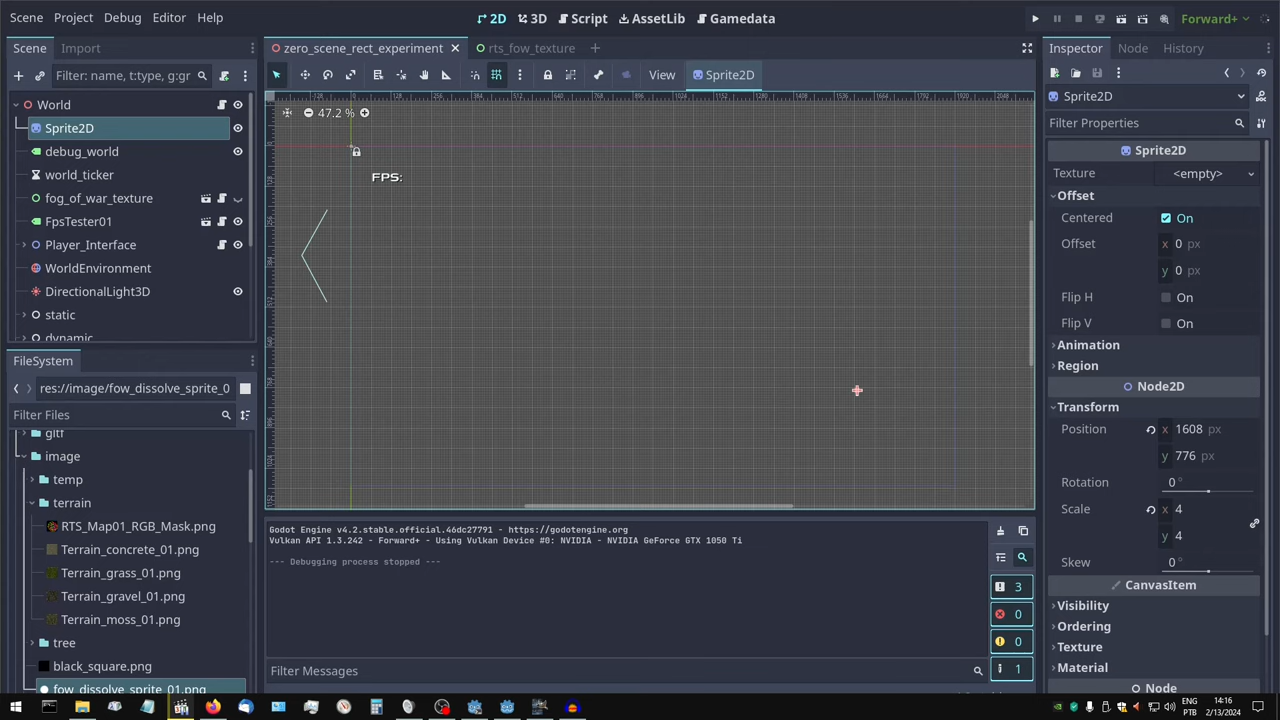 Scene Project Debug Editor Help
2D 3D Script AssetLib Gamedata
Forward+
Scene Import
zero_scene_rect_experiment rts_fow_texture
Inspector Node History
Filter: name, t:type, g:gr
View Sprite2D
World
Sprite2D
debug_world
world_ticker
fog_of_war_texture
FpsTester01
Player_Interface
WorldEnvironment
DirectionalLight3D
static
dynamic
47.2 %
FPS:
FileSystem
res://image/fow_dissolve_sprite_0
Filter Files
gltf
image
temp
terrain
RTS_Map01_RGB_Mask.png
Terrain_concrete_01.png
Terrain_grass_01.png
Terrain_gravel_01.png
Terrain_moss_01.png
tree
black_square.png
fow_dissolve_sprite_01.png
Godot Engine v4.2.stable.official.46dc27791 - https://godotengine.org
Vulkan API 1.3.242 - Forward+ - Using Vulkan Device #0: NVIDIA - NVIDIA GeForce GTX 1050 Ti
--- Debugging process stopped ---
3
0
0
1
Filter Messages
Sprite2D
Filter Properties
Sprite2D
Texture <empty>
Offset
Centered On
Offset x 0 px
y 0 px
Flip H On
Flip V On
Animation
Region
Node2D
Transform
Position x 1608 px
y 776 px
Rotation 0 °
Scale x 4
y 4
Skew 0 °
CanvasItem
Visibility
Ordering
Texture
Material
Node
ENG 14:16
PTB 2/13/2024